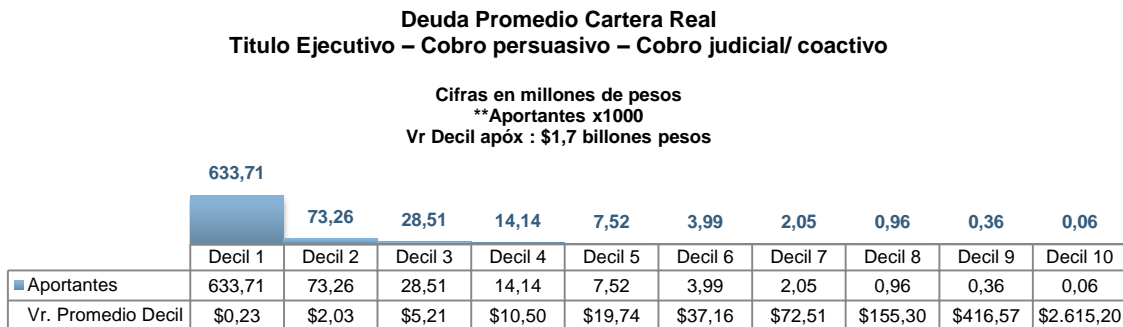 Deuda Promedio Cartera Real
Titulo Ejecutivo – Cobro persuasivo – Cobro judicial/ coactivo
Cifras en millones de pesos
**Aportantes x1000
Vr Decil apóx : $1,7 billones pesos
633,71 73,26 28,51 14,14 7,52 3,99 2,05 0,96 0,36 0,06
Decil 1 Decil 2 Decil 3 Decil 4 Decil 5 Decil 6 Decil 7 Decil 8 Decil 9 Decil 10
Aportantes 633,71 73,26 28,51 14,14 7,52 3,99 2,05 0,96 0,36 0,06
Vr. Promedio Decil $0,23 $2,03 $5,21 $10,50 $19,74 $37,16 $72,51 $155,30 $416,57 $2.615,20